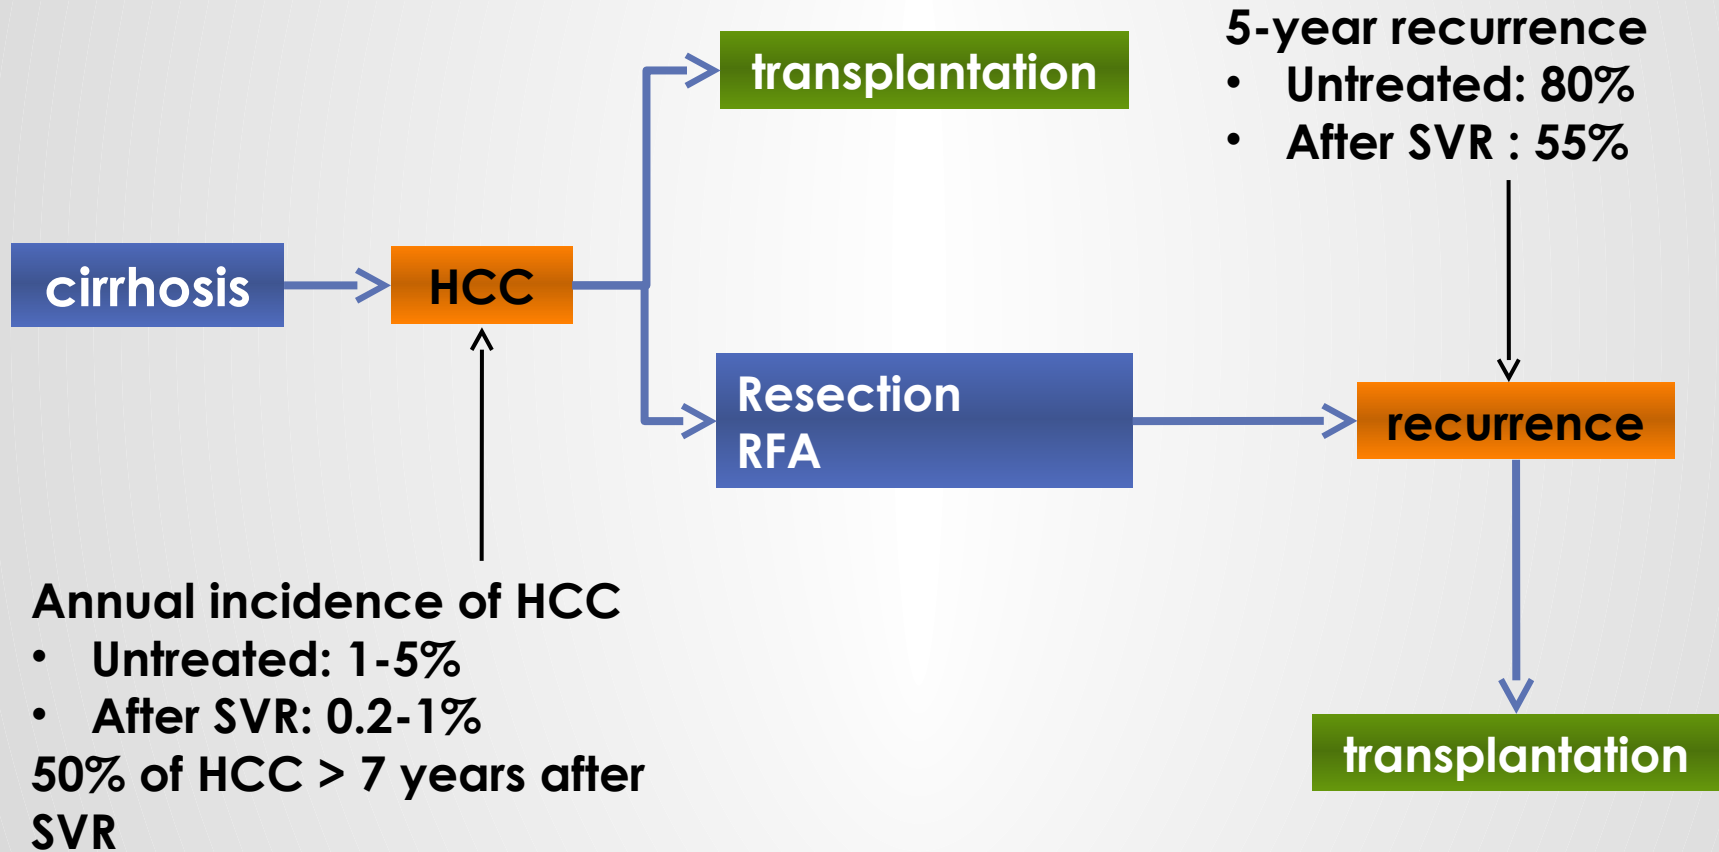 5-year recurrence
• Untreated: 80%
• After SVR : 55%
transplantation
cirrhosis
HCC
Resection
RFA
recurrence
Annual incidence of HCC
• Untreated: 1-5%
• After SVR: 0.2-1%
50% of HCC > 7 years after
SVR
transplantation